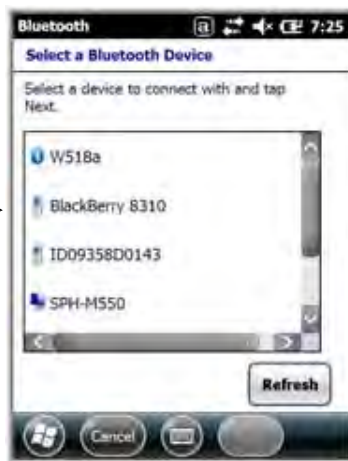 Bluetooth a 7:25
Select a Bluetooth Device
Select a device to connect with and tap
Next.
W518a
BlackBerry 8310
ID09358D0143
SPH-M550
Refresh
Cancel